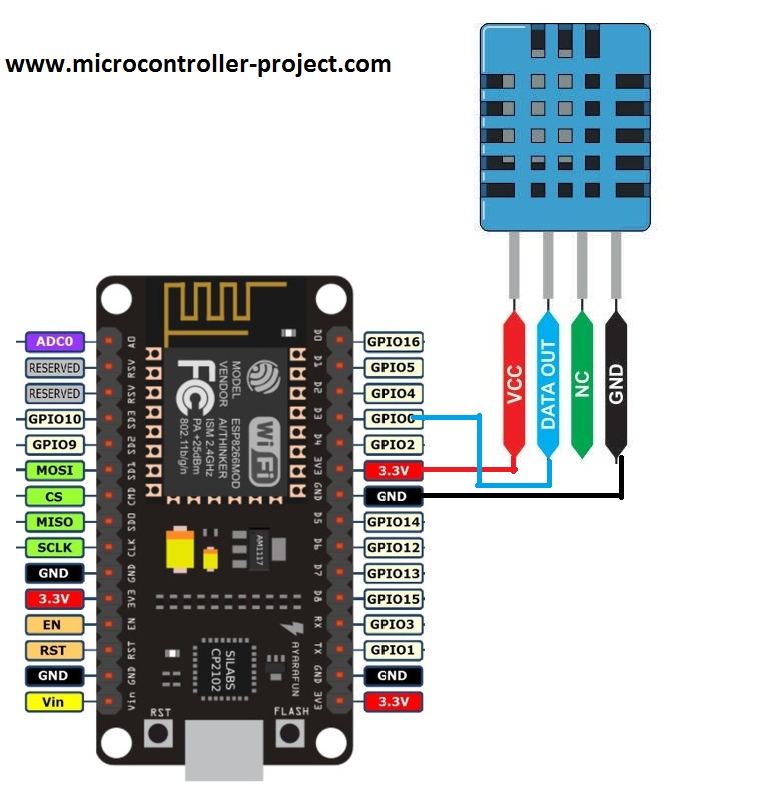 www.microcontroller-project.com
VCC
DATA OUT
NC
GND
ADC0
RESERVED
RESERVED
GPIO10
GPIO9
MOSI
CS
MISO
SCLK
GND
3.3V
EN
RST
GND
Vin
A0
RSV
RSV
SD3
SD2
SD1
CMD
SD0
CLK
GND
3V3
EN
RST
GND
Vin
MODEL
VENDOR
ESP8266MOD
AI/THINKER
ISM 2.4GHz
PA +25dBm
802.11b/g/n
FC
Wi Fi
AM1117
SILABS
CP2102
AYARAFUN
RST
FLASH
D0
D1
D2
D3
D4
3V3
GND
D5
D6
D7
D8
RX
TX
GND
3V3
GPIO16
GPIO5
GPIO4
GPIO0
GPIO2
3.3V
GND
GPIO14
GPIO12
GPIO13
GPIO15
GPIO3
GPIO1
GND
3.3V